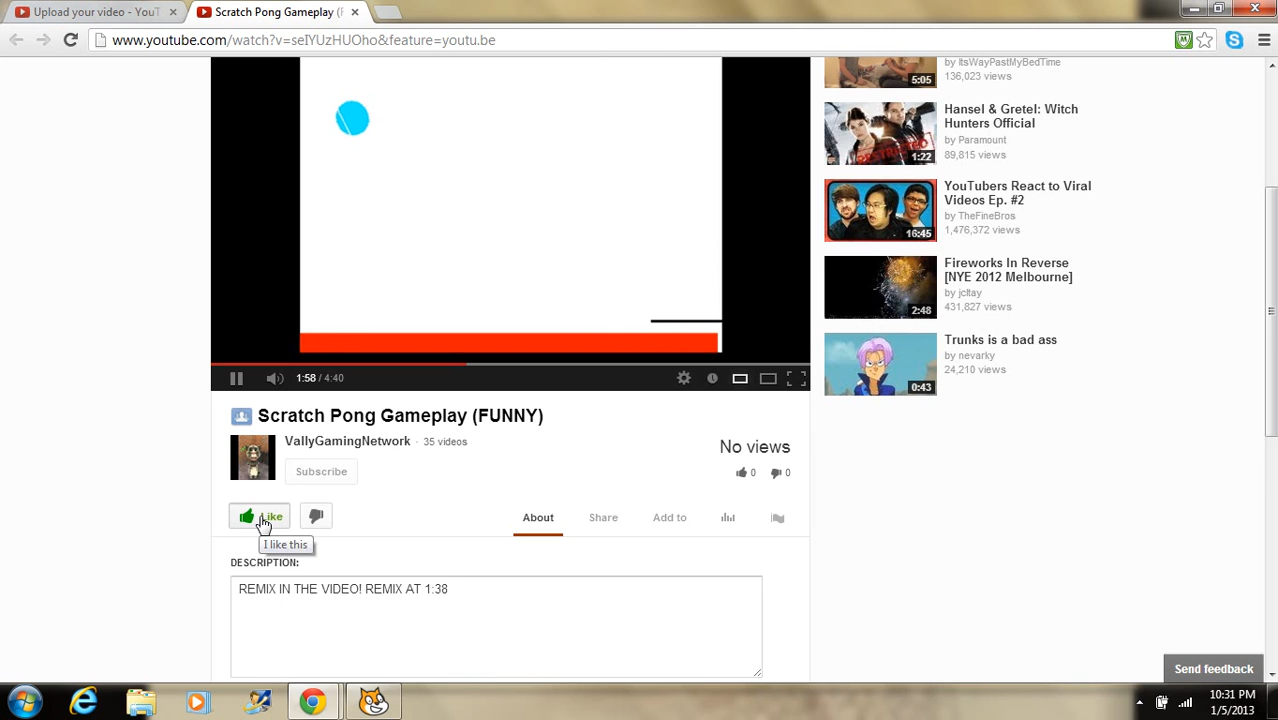 Upload your video - YouT
Scratch Pong Gameplay (
www.youtube.com/watch?v=seIYUzHUOho&feature=youtu.be
by ItsWayPastMyBedTime
136,023 views
5:05
Hansel & Gretel: Witch
Hunters Official
by Paramount
89,815 views
RESTRICTED
1:22
YouTubers React to Viral
Videos Ep. #2
by TheFineBros
1,476,372 views
16:45
Fireworks In Reverse
[NYE 2012 Melbourne]
by jcltay
431,827 views
2:48
Trunks is a bad ass
by nevarky
24,210 views
0:43
1:58 / 4:40
Scratch Pong Gameplay (FUNNY)
VallyGamingNetwork · 35 videos
Subscribe
No views
0 0
Like
I like this
About Share Add to
DESCRIPTION:
REMIX IN THE VIDEO! REMIX AT 1:38
Send feedback
10:31 PM
1/5/2013